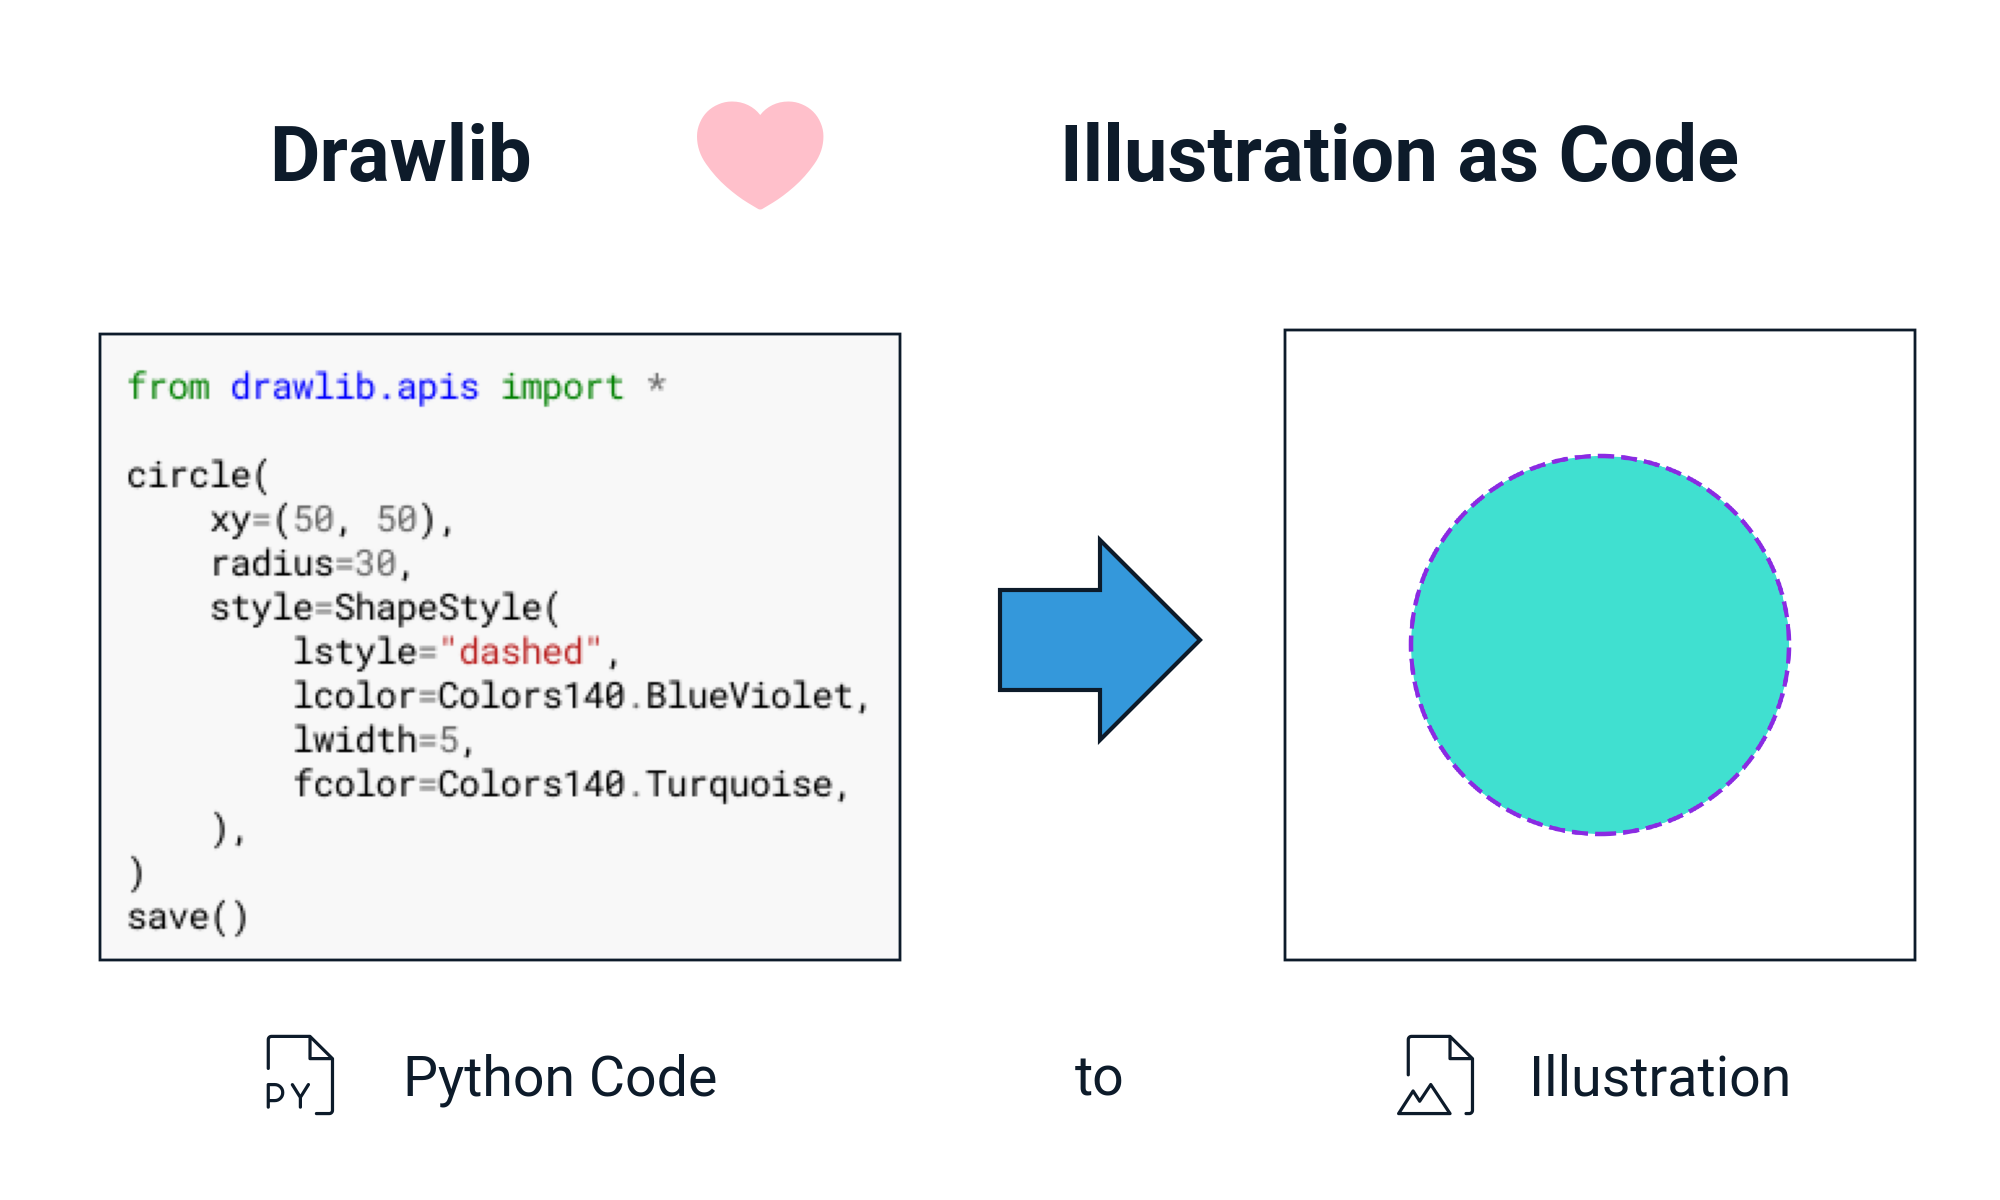 Drawlib
Illustration as Code
from drawlib.apis import *
circle(
    xy=(50, 50),
    radius=30,
    style=ShapeStyle(
        lstyle="dashed",
        lcolor=Colors140.BlueViolet,
        lwidth=5,
        fcolor=Colors140.Turquoise,
    ),
)
save()
PY
Python Code
to
Illustration